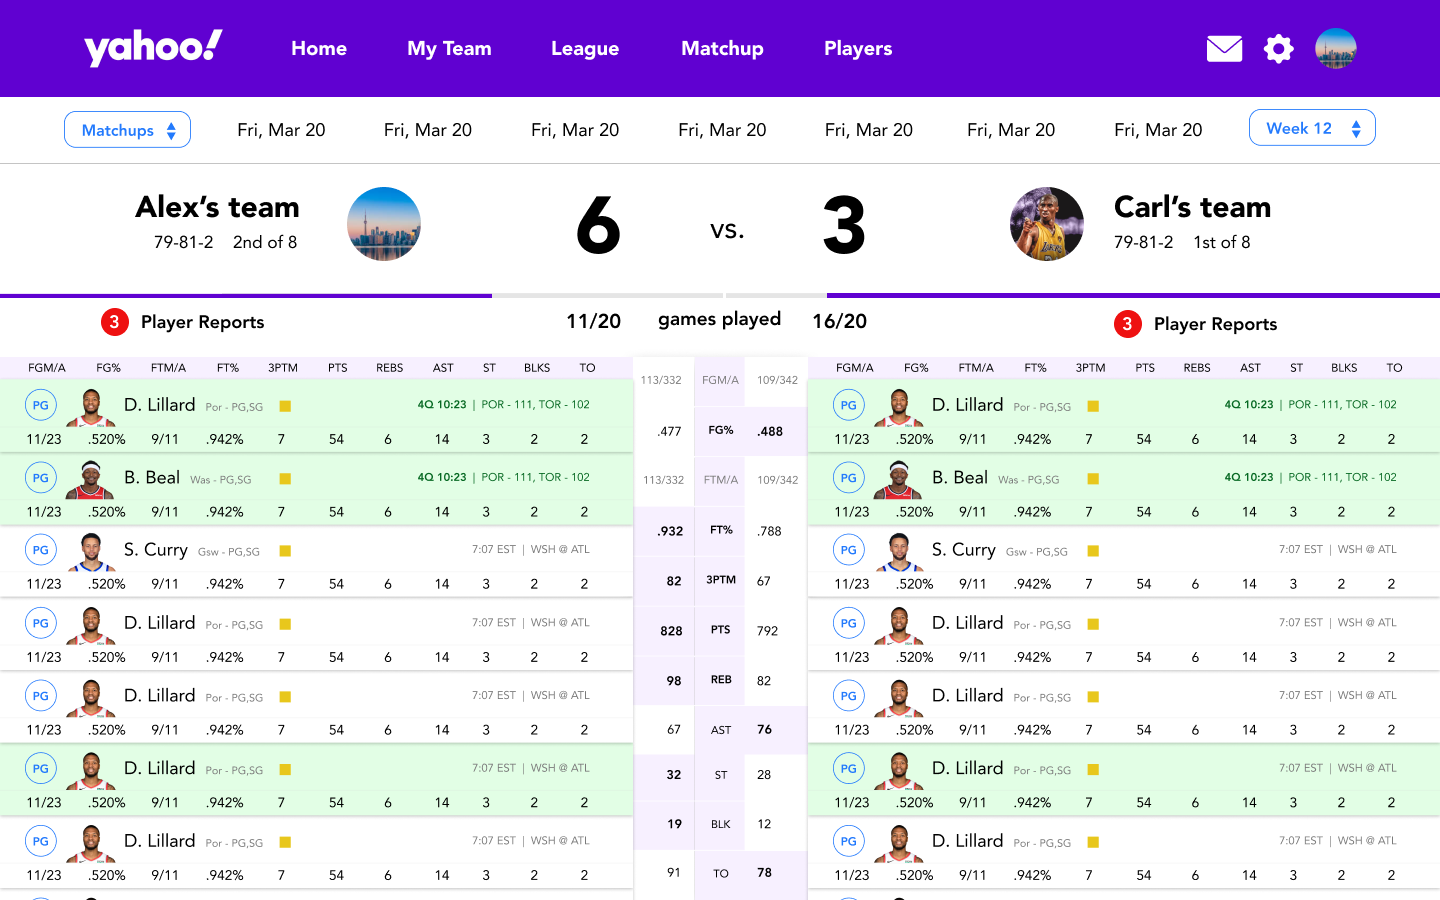 yahoo!
Home My Team League Matchup Players
Matchups Fri, Mar 20 Fri, Mar 20 Fri, Mar 20 Fri, Mar 20 Fri, Mar 20 Fri, Mar 20 Fri, Mar 20 Week 12
Alex's team
79-81-2 2nd of 8
6 vs. 3
Carl's team
79-81-2 1st of 8
3 Player Reports 11/20 games played 16/20 3 Player Reports
FGM/A FG% FTM/A FT% 3PTM PTS REBS AST ST BLKS TO
PG D. Lillard Por - PG,SG 4Q 10:23 | POR - 111, TOR - 102
11/23 .520% 9/11 .942% 7 54 6 14 3 2 2
PG B. Beal Was - PG,SG 4Q 10:23 | POR - 111, TOR - 102
11/23 .520% 9/11 .942% 7 54 6 14 3 2 2
PG S. Curry Gsw - PG,SG 7:07 EST | WSH @ ATL
11/23 .520% 9/11 .942% 7 54 6 14 3 2 2
PG D. Lillard Por - PG,SG 7:07 EST | WSH @ ATL
11/23 .520% 9/11 .942% 7 54 6 14 3 2 2
PG D. Lillard Por - PG,SG 7:07 EST | WSH @ ATL
11/23 .520% 9/11 .942% 7 54 6 14 3 2 2
PG D. Lillard Por - PG,SG 7:07 EST | WSH @ ATL
11/23 .520% 9/11 .942% 7 54 6 14 3 2 2
PG D. Lillard Por - PG,SG 7:07 EST | WSH @ ATL
11/23 .520% 9/11 .942% 7 54 6 14 3 2 2
113/332 FGM/A 109/342
.477 FG% .488
113/332 FTM/A 109/342
.932 FT% .788
82 3PTM 67
828 PTS 792
98 REB 82
67 AST 76
32 ST 28
19 BLK 12
91 TO 78
FGM/A FG% FTM/A FT% 3PTM PTS REBS AST ST BLKS TO
PG D. Lillard Por - PG,SG 4Q 10:23 | POR - 111, TOR - 102
11/23 .520% 9/11 .942% 7 54 6 14 3 2 2
PG B. Beal Was - PG,SG 4Q 10:23 | POR - 111, TOR - 102
11/23 .520% 9/11 .942% 7 54 6 14 3 2 2
PG S. Curry Gsw - PG,SG 7:07 EST | WSH @ ATL
11/23 .520% 9/11 .942% 7 54 6 14 3 2 2
PG D. Lillard Por - PG,SG 7:07 EST | WSH @ ATL
11/23 .520% 9/11 .942% 7 54 6 14 3 2 2
PG D. Lillard Por - PG,SG 7:07 EST | WSH @ ATL
11/23 .520% 9/11 .942% 7 54 6 14 3 2 2
PG D. Lillard Por - PG,SG 7:07 EST | WSH @ ATL
11/23 .520% 9/11 .942% 7 54 6 14 3 2 2
PG D. Lillard Por - PG,SG 7:07 EST | WSH @ ATL
11/23 .520% 9/11 .942% 7 54 6 14 3 2 2